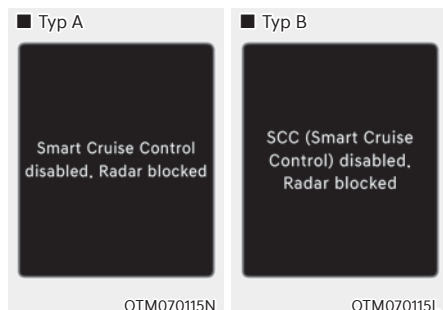 ■ Typ A
Smart Cruise Control
disabled. Radar blocked
OTM070115N
■ Typ B
SCC (Smart Cruise
Control) disabled.
Radar blocked
OTM070115L